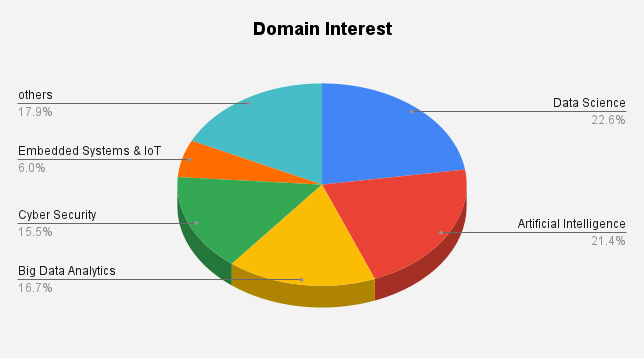 Domain Interest
others
17.9%
Data Science
22.6%
Embedded Systems & IoT
6.0%
Cyber Security
15.5%
Artificial Intelligence
21.4%
Big Data Analytics
16.7%